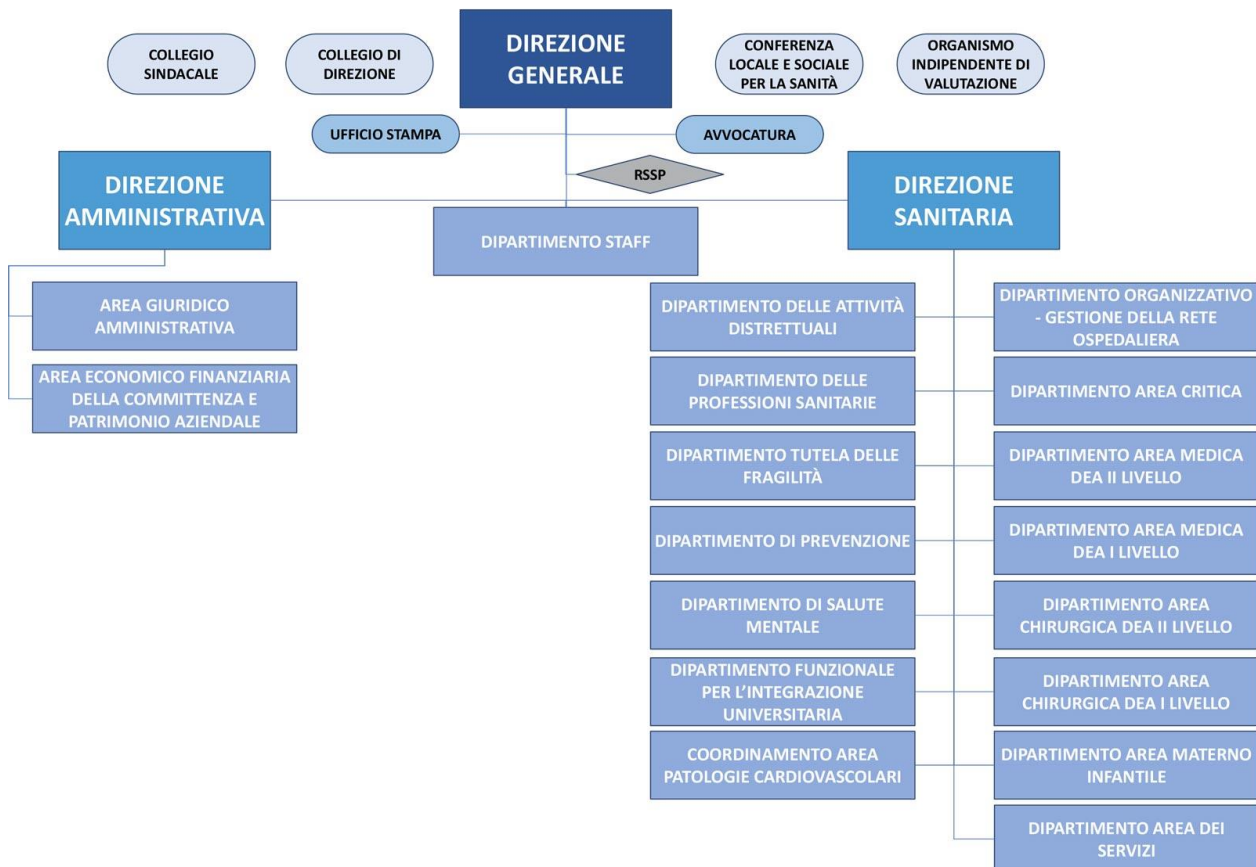 COLLEGIO
SINDACALE
COLLEGIO DI
DIREZIONE
DIREZIONE
GENERALE
CONFERENZA
LOCALE E SOCIALE
PER LA SANITÀ
ORGANISMO
INDIPENDENTE DI
VALUTAZIONE
UFFICIO STAMPA
AVVOCATURA
RSSP
DIREZIONE
AMMINISTRATIVA
DIPARTIMENTO STAFF
DIREZIONE
SANITARIA
AREA GIURIDICO
AMMINISTRATIVA
AREA ECONOMICO FINANZIARIA
DELLA COMMITTENZA E
PATRIMONIO AZIENDALE
DIPARTIMENTO DELLE ATTIVITÀ
DISTRETTUALI
DIPARTIMENTO DELLE
PROFESSIONI SANITARIE
DIPARTIMENTO TUTELA DELLE
FRAGILITÀ
DIPARTIMENTO DI PREVENZIONE
DIPARTIMENTO DI SALUTE
MENTALE
DIPARTIMENTO FUNZIONALE
PER L'INTEGRAZIONE
UNIVERSITARIA
COORDINAMENTO AREA
PATOLOGIE CARDIOVASCOLARI
DIPARTIMENTO ORGANIZZATIVO
- GESTIONE DELLA RETE
OSPEDALIERA
DIPARTIMENTO AREA CRITICA
DIPARTIMENTO AREA MEDICA
DEA II LIVELLO
DIPARTIMENTO AREA MEDICA
DEA I LIVELLO
DIPARTIMENTO AREA
CHIRURGICA DEA II LIVELLO
DIPARTIMENTO AREA
CHIRURGICA DEA I LIVELLO
DIPARTIMENTO AREA MATERNO
INFANTILE
DIPARTIMENTO AREA DEI
SERVIZI